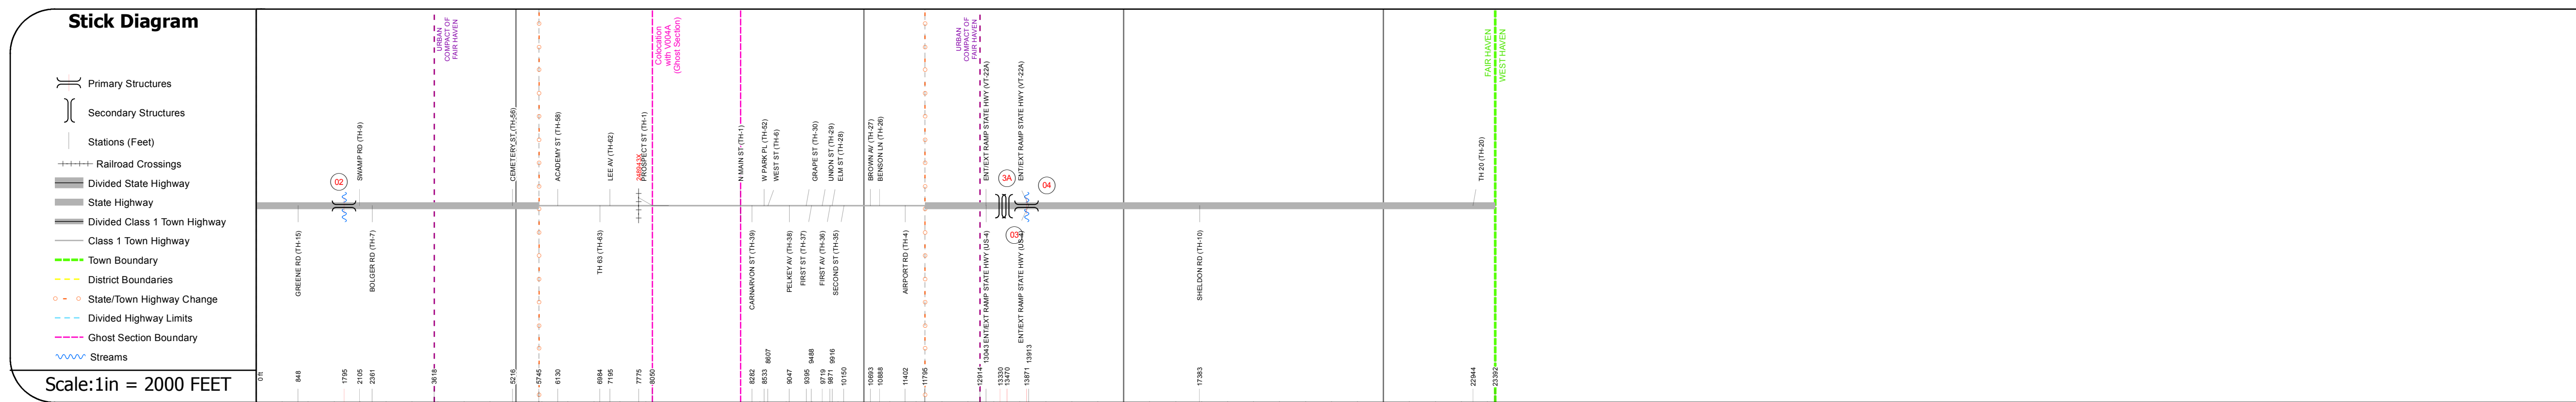 Stick Diagram
Primary Structures
Secondary Structures
Stations (Feet)
Railroad Crossings
Divided State Highway
State Highway
Divided Class 1 Town Highway
Class 1 Town Highway
Town Boundary
District Boundaries
State/Town Highway Change
Divided Highway Limits
Ghost Section Boundary
Streams
Scale:1in = 2000 FEET
URBAN
COMPACT OF
FAIR HAVEN
Colocation
with V004A
(Ghost Section)
URBAN
COMPACT OF
FAIR HAVEN
FAIR HAVEN
WEST HAVEN
02
SWAMP RD (TH-9)
CEMETERY ST (TH-56)
ACADEMY ST (TH-58)
LEE AV (TH-62)
PROSPECT ST (TH-1)
N MAIN ST (TH-1)
W PARK PL (TH-52)
WEST ST (TH-6)
GRAPE ST (TH-30)
UNION ST (TH-29)
ELM ST (TH-28)
BROWN AV (TH-27)
BENSON LN (TH-26)
ENT/EXT RAMP STATE HWY (VT-22A)
3A
ENT/EXT RAMP STATE HWY (VT-22A)
04
TH 20 (TH-20)
GREENE RD (TH-15)
BOLGER RD (TH-7)
TH 63 (TH-63)
CARNARVON ST (TH-39)
PELKEY AV (TH-38)
FIRST ST (TH-37)
FIRST AV (TH-36)
SECOND ST (TH-35)
AIRPORT RD (TH-4)
ENT/EXT RAMP STATE HWY (US-4)
03
ENT/EXT RAMP STATE HWY (US-4)
SHELDON RD (TH-10)
0 ft
848
1795
2105
2361
3618
5216
5745
6130
6984
7195
7775
8050
8282
8533
8607
9047
9395
9488
9719
9871
9916
10150
10693
10888
11402
11795
12914
13043
13330
13470
13871
13913
17383
22944
23392